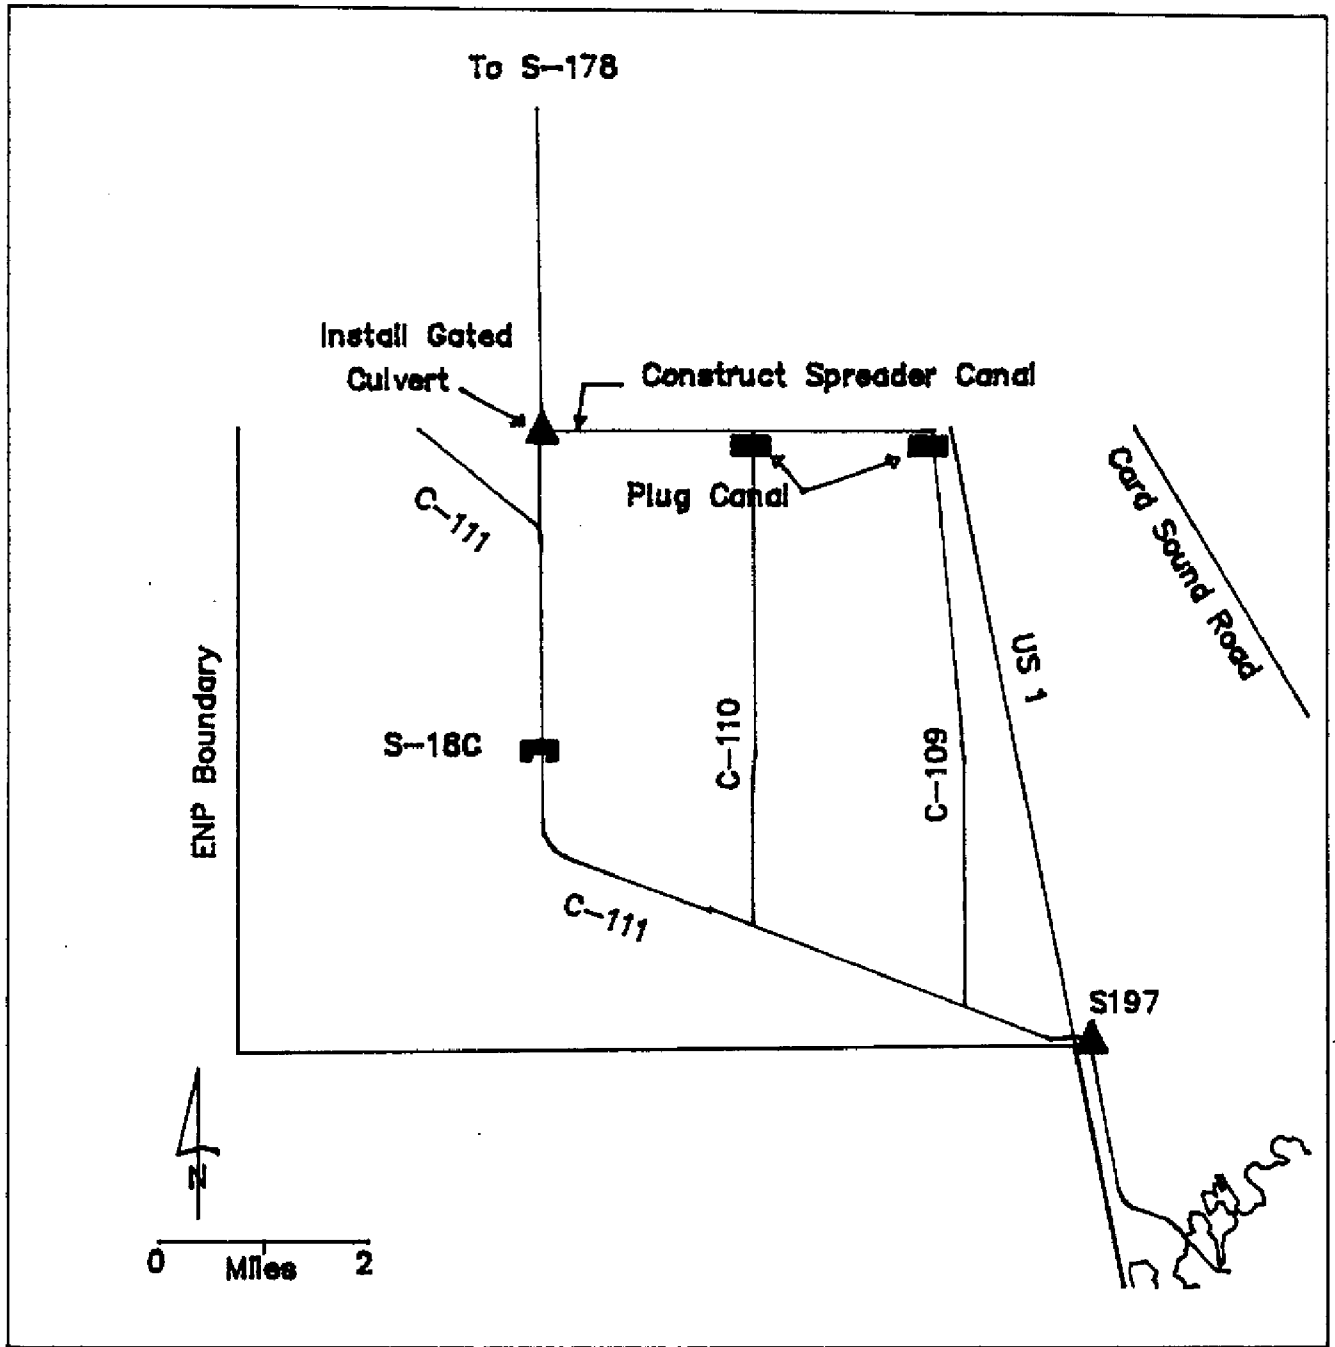 To S-178
Install Gated
Culvert
Construct Spreader Canal
Plug Canal
C-111
Card Sound Road
US 1
ENP Boundary
S-18C
C-110
C-109
C-111
S197
N
0 2
Miles